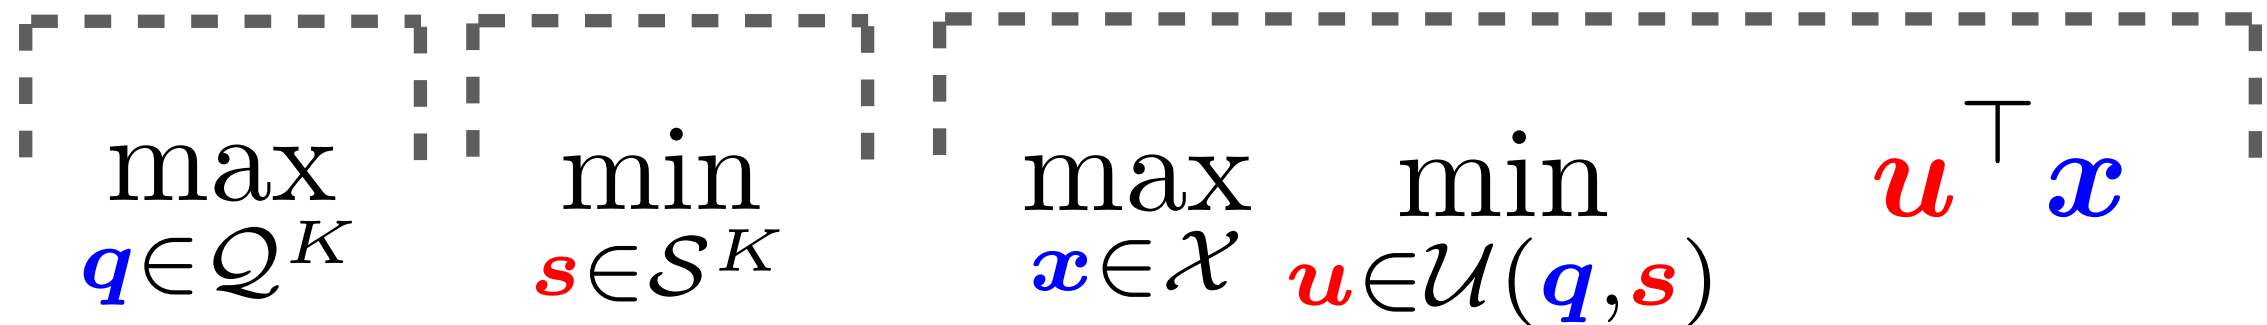 max min max min u⊤x
q∈𝒬^K s∈𝒮^K x∈𝒳 u∈𝒰(q,s)